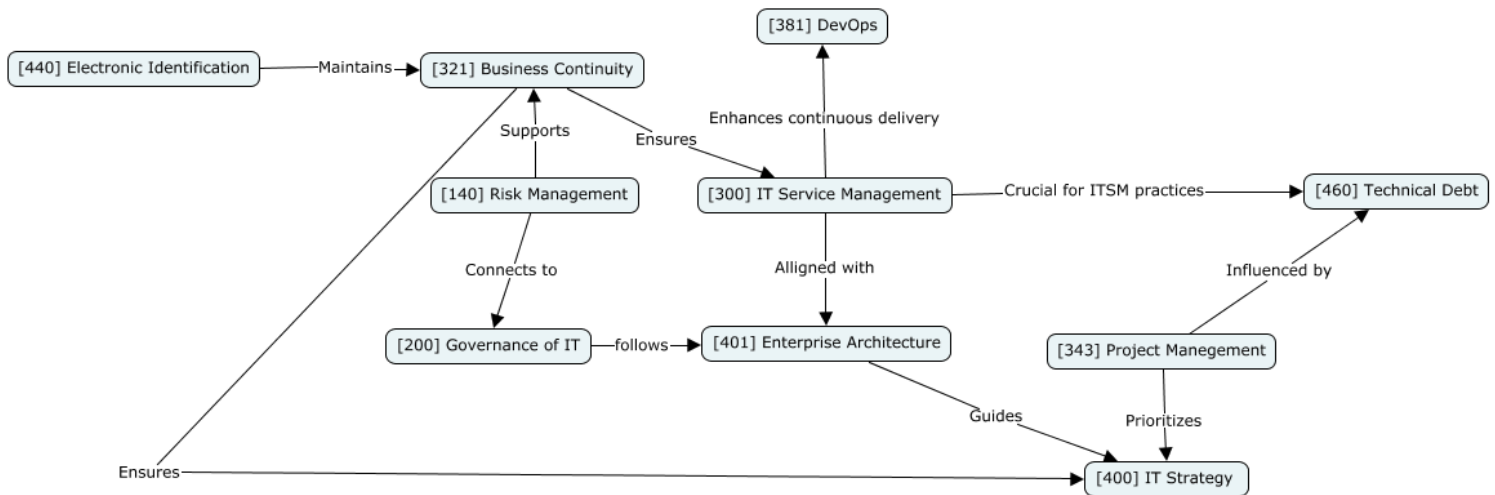 [381] DevOps
[440] Electronic Identification
Maintains
[321] Business Continuity
Enhances continuous delivery
Supports
Ensures
[140] Risk Management
[300] IT Service Management
Crucial for ITSM practices
[460] Technical Debt
Connects to
Alligned with
Influenced by
[200] Governance of IT
follows
[401] Enterprise Architecture
[343] Project Manegement
Guides
Prioritizes
Ensures
[400] IT Strategy